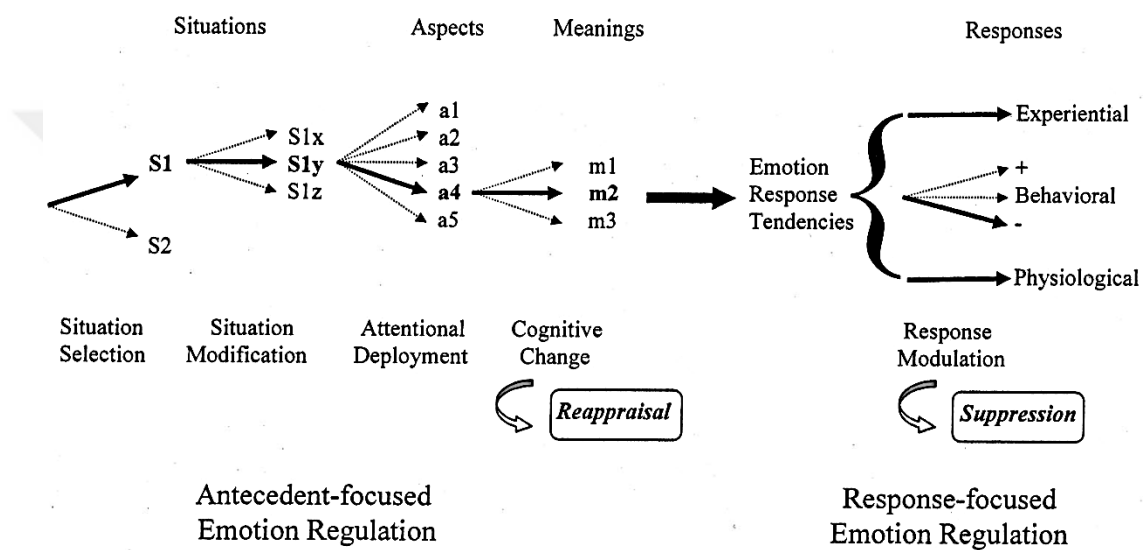 Situations
Aspects
Meanings
Responses
S1
S2
S1x
S1y
S1z
a1
a2
a3
a4
a5
m1
m2
m3
Emotion
Response
Tendencies
Experiential
+
Behavioral
-
Physiological
Situation
Selection
Situation
Modification
Attentional
Deployment
Cognitive
Change
Reappraisal
Response
Modulation
Suppression
Antecedent-focused
Emotion Regulation
Response-focused
Emotion Regulation